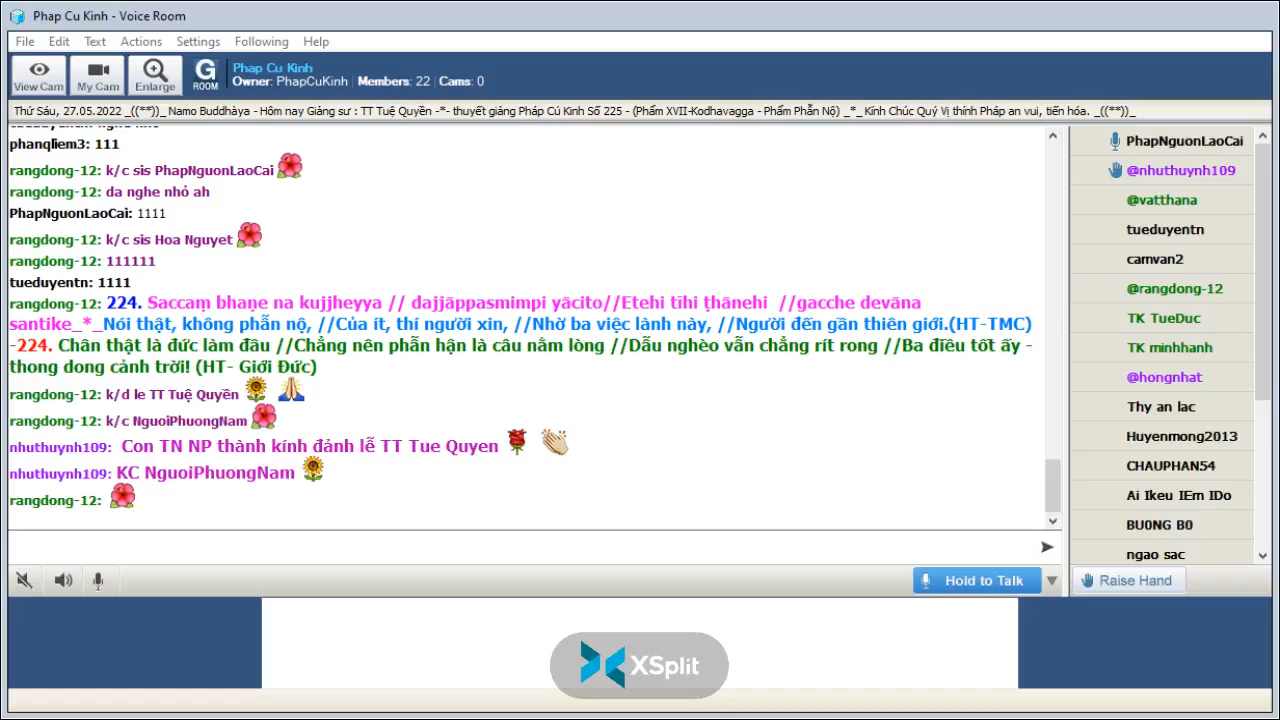 Phap Cu Kinh - Voice Room
File Edit Text Actions Settings Following Help
View Cam My Cam Enlarge G ROOM
Phap Cu Kinh
Owner: PhapCuKinh | Members: 22 | Cams: 0
Thứ Sáu, 27.05.2022 _((**))_ Namo Buddhàya - Hôm nay Giảng sư : TT Tuệ Quyền -*- thuyết giảng Pháp Cú Kinh Số 225 - (Phẩm XVII-Kodhavagga - Phẩm Phẫn Nộ) _*_ Kính Chúc Quý Vị thính Pháp an vui, tiến hóa. _((**))_
phanqliem3: 111
rangdong-12: k/c sis PhapNguonLaoCai
rangdong-12: da nghe nhỏ ah
PhapNguonLaoCai: 1111
rangdong-12: k/c sis Hoa Nguyet
rangdong-12: 111111
tueduyentn: 1111
rangdong-12: 224. Saccaṃ bhaṇe na kujjheyya // dajjāppasmimpi yācito//Etehi tīhi ṭhānehi //gacche devāna
santike_*_Nói thật, không phẫn nộ, //Của ít, thí người xin, //Nhờ ba việc lành này, //Người đến gần thiên giới.(HT-TMC)
-224. Chân thật là đức làm đầu //Chẳng nên phẫn hận là câu nằm lòng //Dẫu nghèo vẫn chẳng rít rong //Ba điều tốt ấy -
thong dong cảnh trời! (HT- Giới Đức)
rangdong-12: k/d le TT Tuệ Quyền
rangdong-12: k/c NguoiPhuongNam
nhuthuynh109: Con TN NP thành kính đảnh lễ TT Tue Quyen
nhuthuynh109: KC NguoiPhuongNam
rangdong-12:
PhapNguonLaoCai
@nhuthuynh109
@vatthana
tueduyentn
camvan2
@rangdong-12
TK TueDuc
TK minhhanh
@hongnhat
Thy an lac
Huyenmong2013
CHAUPHAN54
Ai Ikeu IEm IDo
BU0NG B0
ngao sac
Hold to Talk
Raise Hand
XSplit